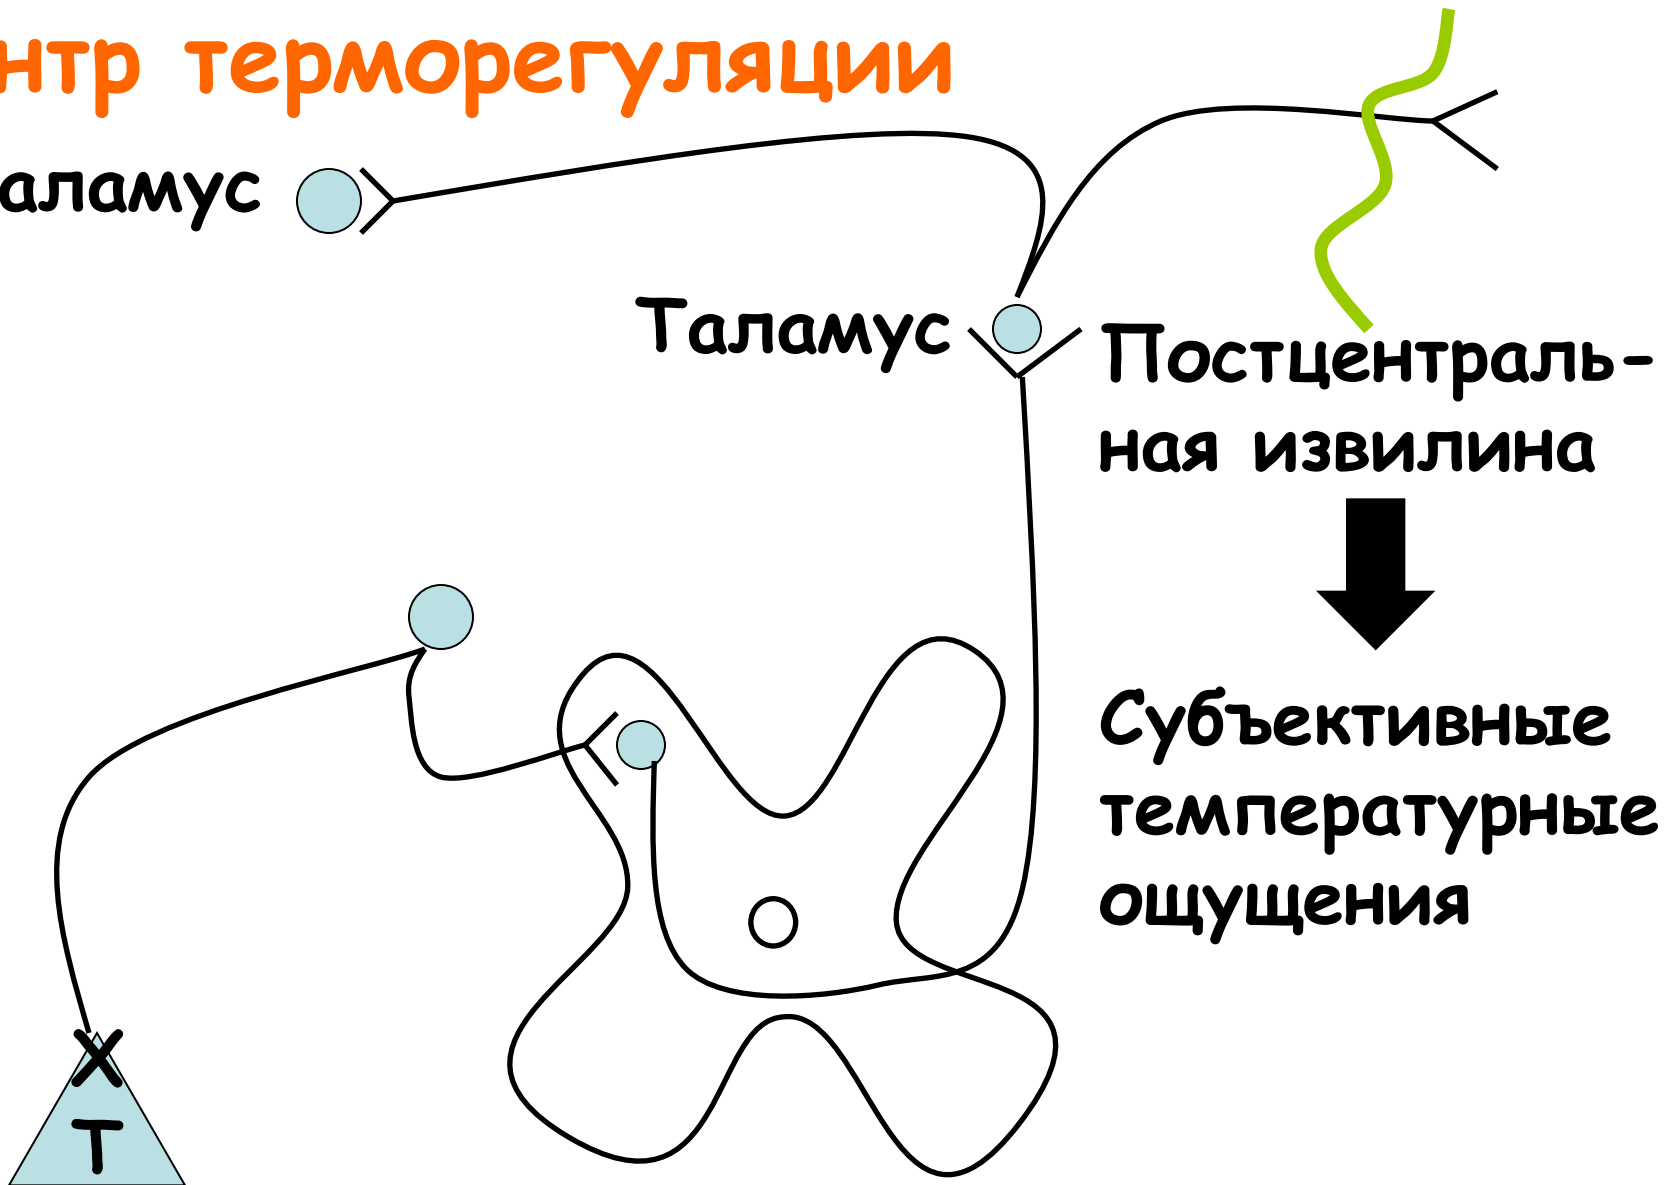 нтр терморегуляции
аламус
Таламус
Постцентраль-
ная извилина
Субъективные
температурные
ощущения
Х
Т